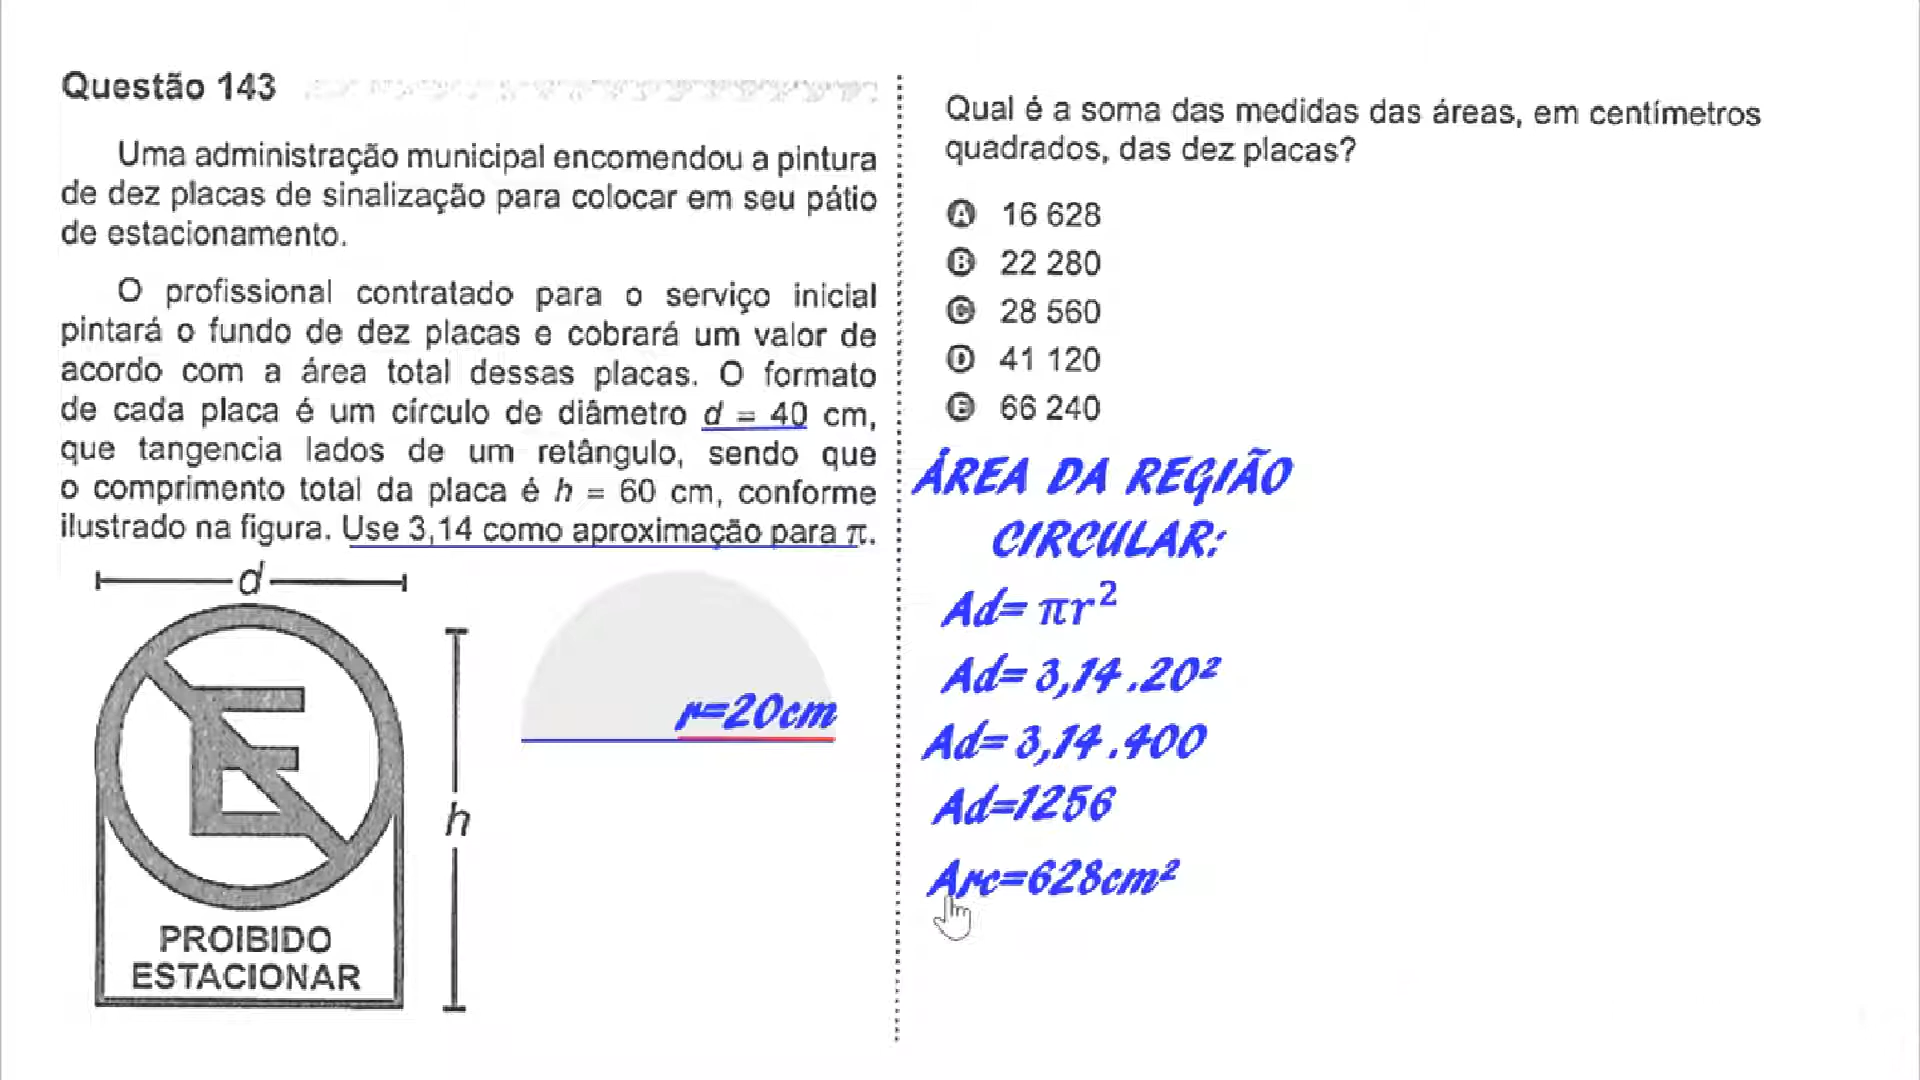 Questão 143
Uma administração municipal encomendou a pintura
de dez placas de sinalização para colocar em seu pátio
de estacionamento.
O profissional contratado para o serviço inicial
pintará o fundo de dez placas e cobrará um valor de
acordo com a área total dessas placas. O formato
de cada placa é um círculo de diâmetro d = 40 cm,
que tangencia lados de um retângulo, sendo que
o comprimento total da placa é h = 60 cm, conforme
ilustrado na figura. Use 3,14 como aproximação para π.
d
E
h
PROIBIDO
ESTACIONAR
r=20cm
Qual é a soma das medidas das áreas, em centímetros
quadrados, das dez placas?
A 16 628
B 22 280
C 28 560
D 41 120
E 66 240
ÁREA DA REGIÃO
CIRCULAR:
Ad= πr²
Ad= 3,14 .20²
Ad= 3,14 .400
Ad=1256
Arc=628cm²